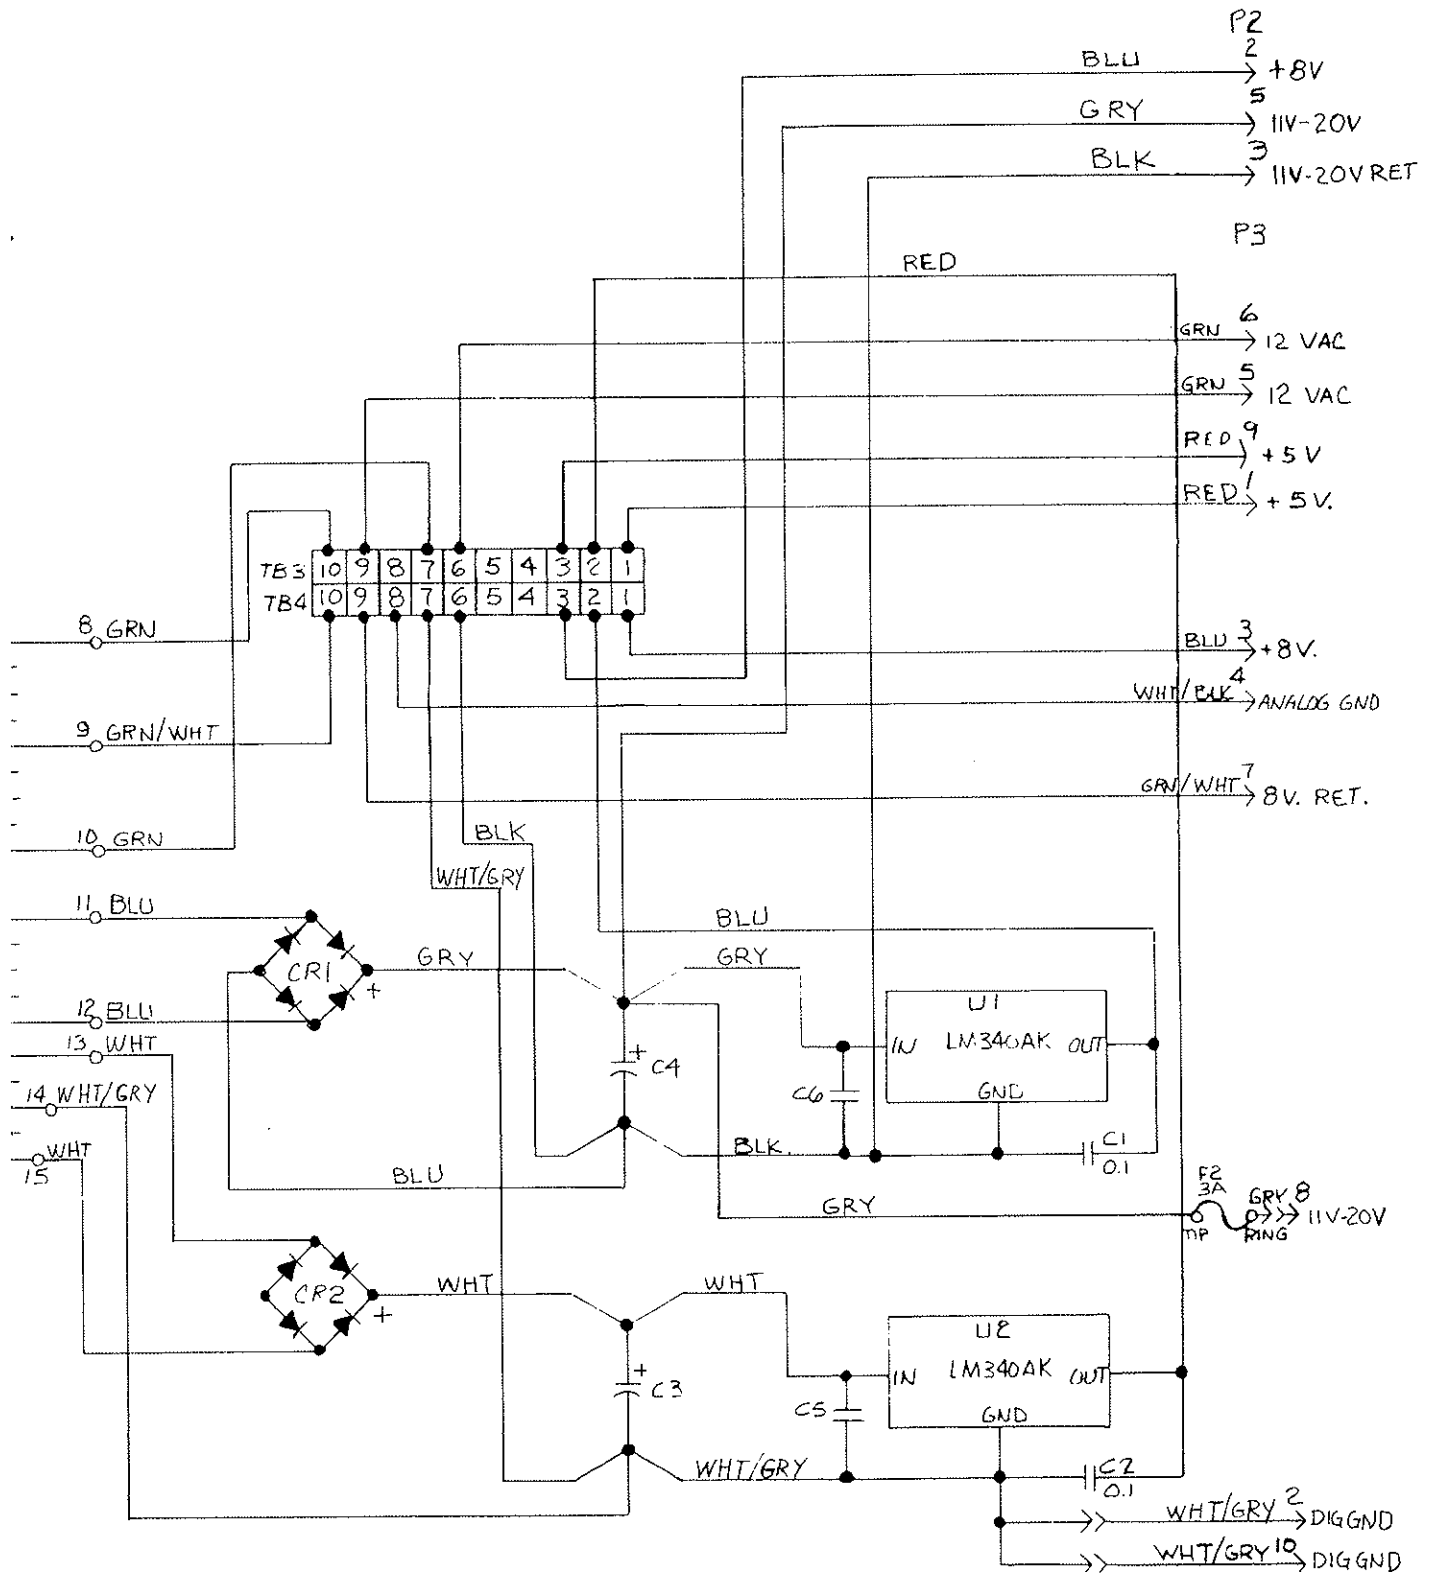 P2
BLU 2 +8V
GRY 5 11V-20V
BLK 3 11V-20V RET
P3
RED
GRN 6 12 VAC
GRN 5 12 VAC
RED 9 +5V
RED 1 +5V.
TB3 10 9 8 7 6 5 4 3 2 1
TB4 10 9 8 7 6 5 4 3 2 1
8 GRN
BLU 3 +8V.
WHT/BLK 4 ANALOG GND
9 GRN/WHT
GRN/WHT 7 8V. RET.
10 GRN
BLK
WHT/GRY
11 BLU
BLU
CR1
+
GRY
GRY
12 BLU
13 WHT
U1
IN LM340AK OUT
GND
+ C4
C6
14 WHT/GRY
WHT
15
BLK.
C1
0.1
BLU
GRY
F2
3A
GRY 8 11V-20V
RING
CR2
+
WHT
WHT
U2
IN LM340AK OUT
GND
+ C3
C5
WHT/GRY
C2
0.1
WHT/GRY 2 DIG GND
WHT/GRY 10 DIG GND